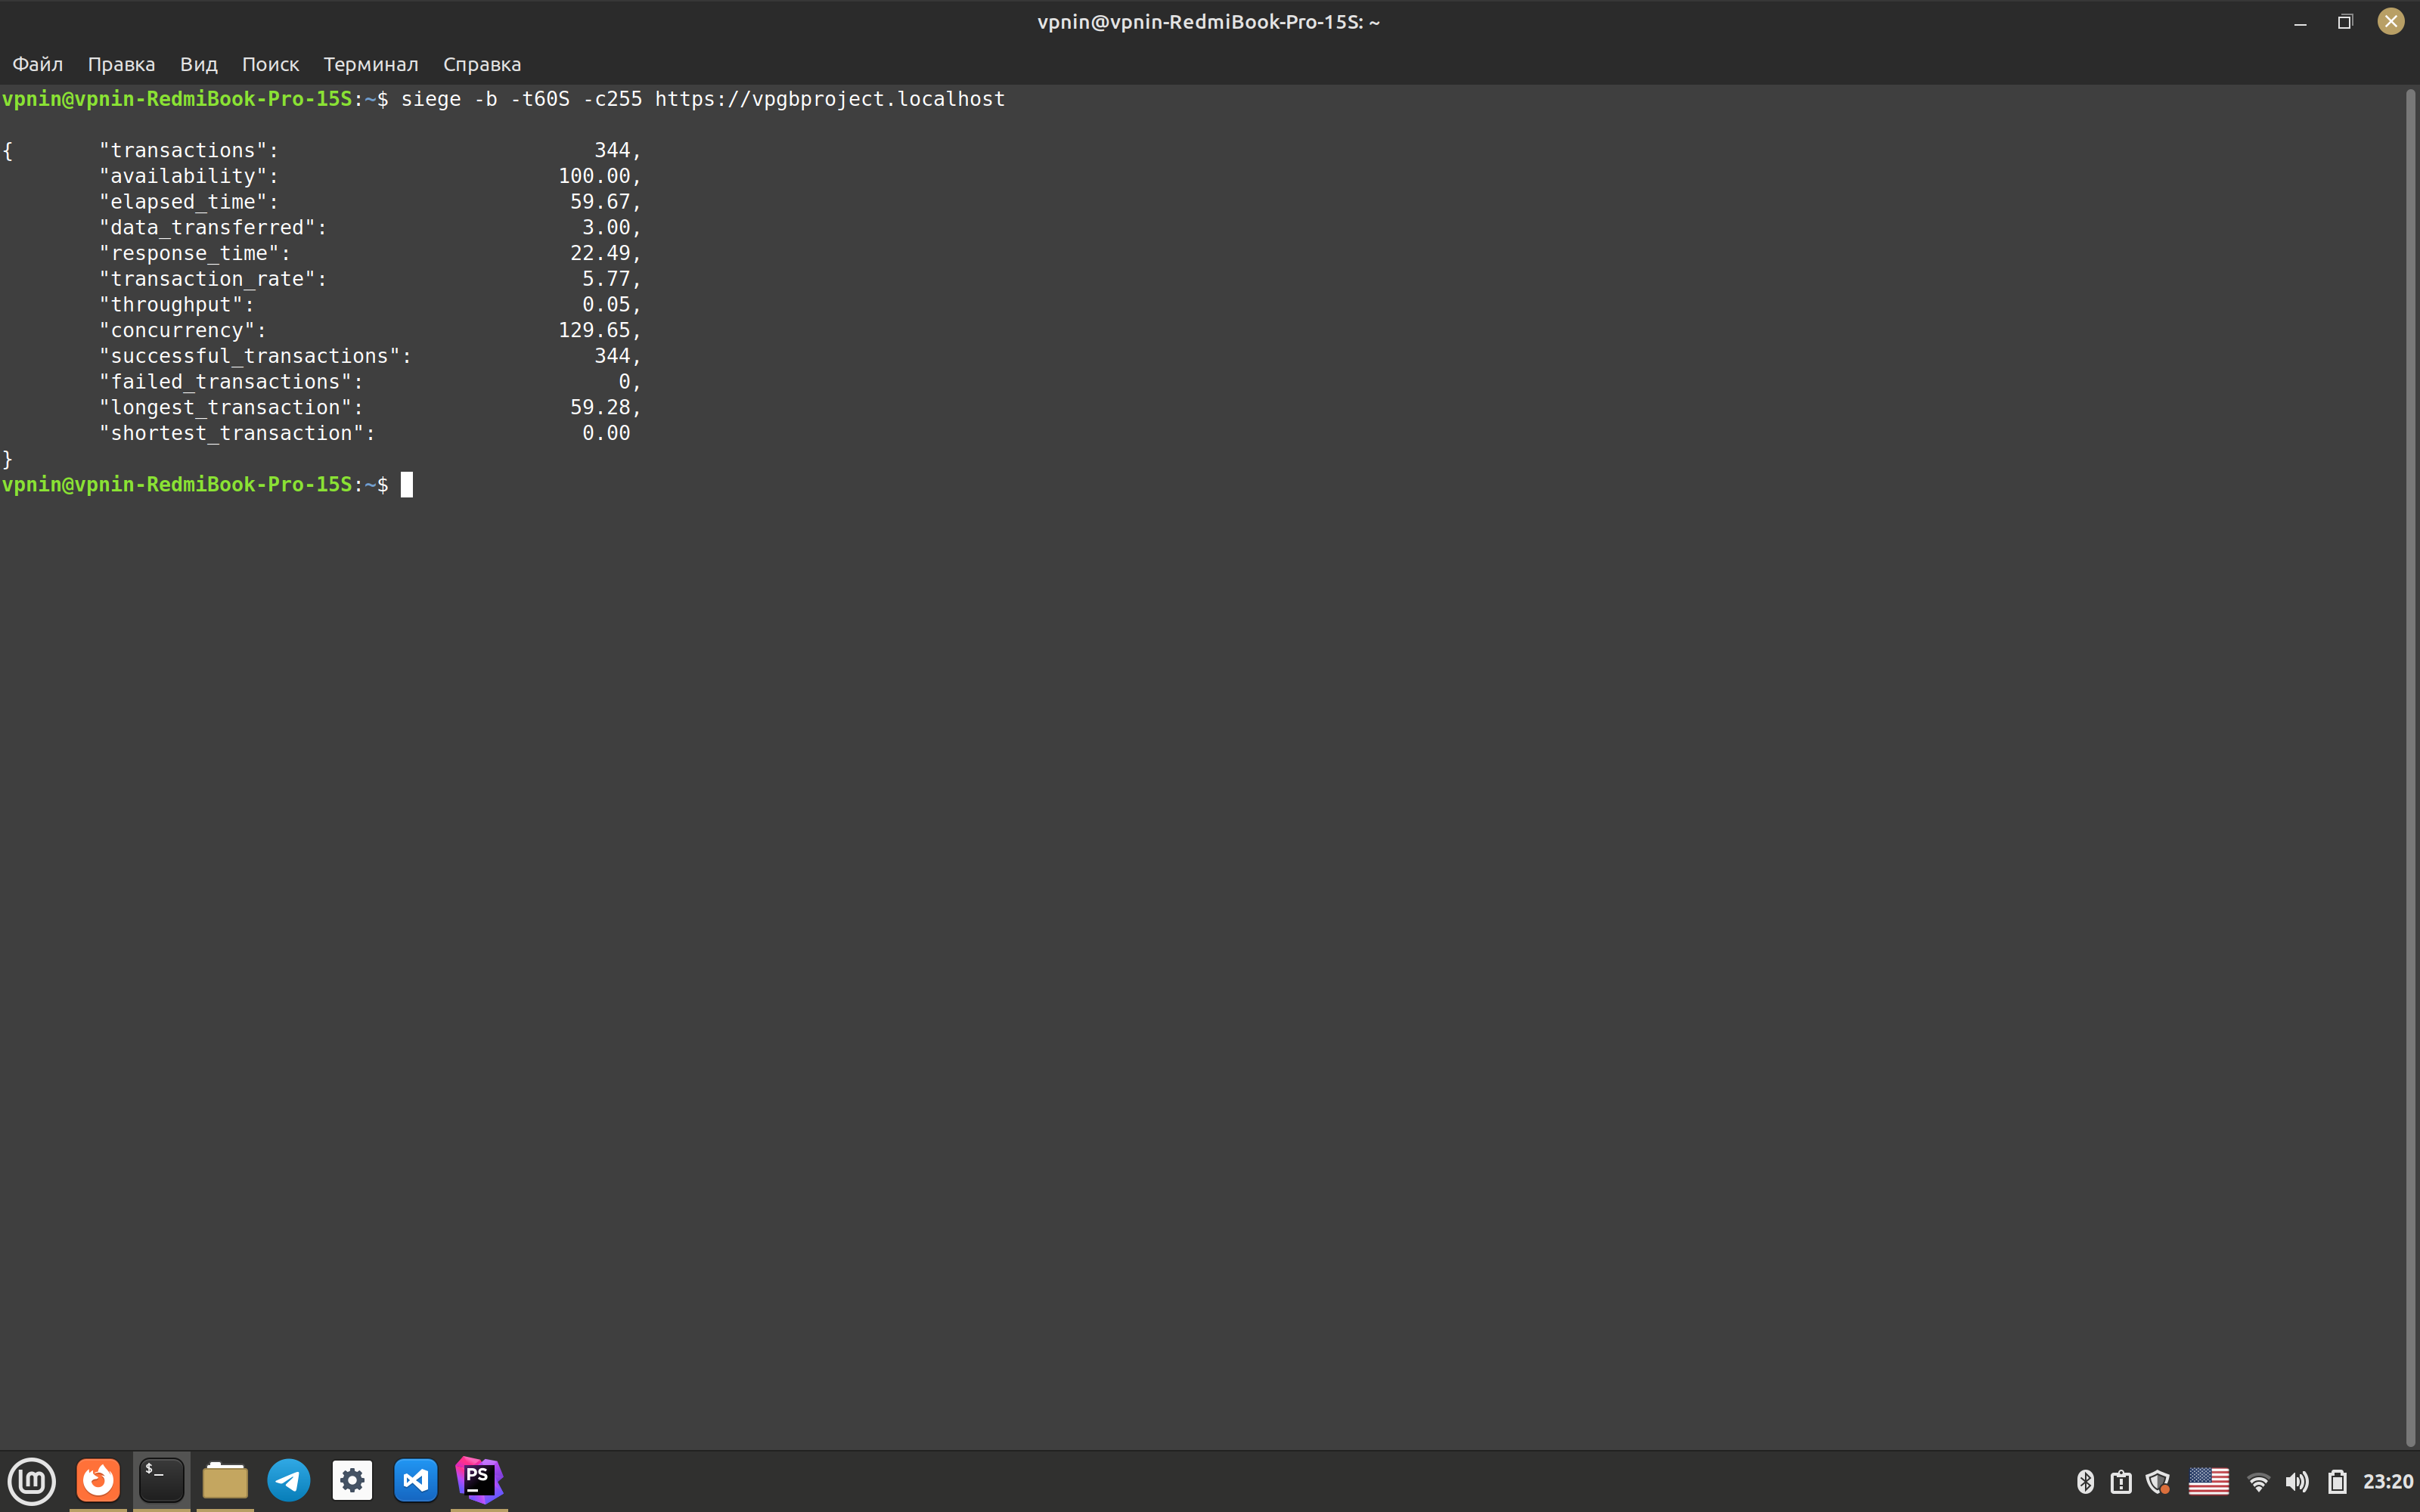 vpnin@vpnin-RedmiBook-Pro-15S: ~
Файл Правка Вид Поиск Терминал Справка
vpnin@vpnin-RedmiBook-Pro-15S:~$ siege -b -t60S -c255 https://vpgbproject.localhost
{ "transactions": 344,
"availability": 100.00,
"elapsed_time": 59.67,
"data_transferred": 3.00,
"response_time": 22.49,
"transaction_rate": 5.77,
"throughput": 0.05,
"concurrency": 129.65,
"successful_transactions": 344,
"failed_transactions": 0,
"longest_transaction": 59.28,
"shortest_transaction": 0.00
}
vpnin@vpnin-RedmiBook-Pro-15S:~$
lm $_ PS 23:20